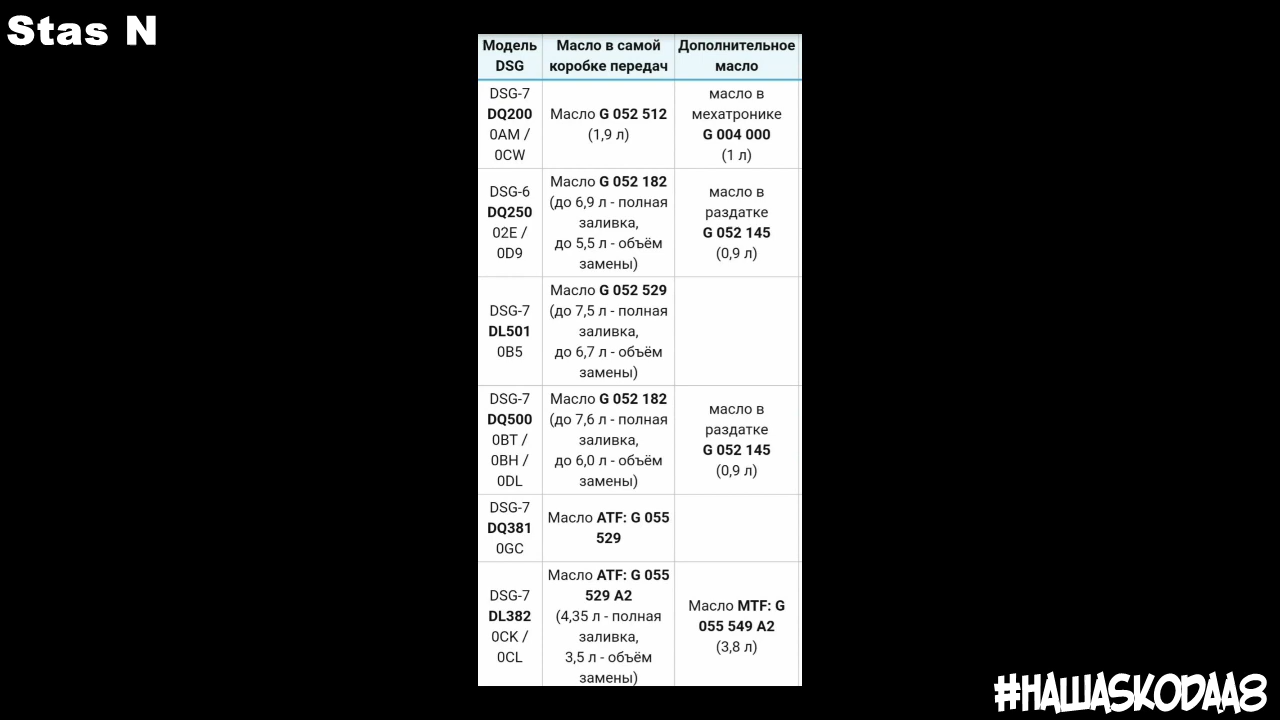 Stas N
Модель
DSG
Масло в самой
коробке передач
Дополнительное
масло
DSG-7
DQ200
0AM /
0CW
Масло G 052 512
(1,9 л)
масло в
мехатронике
G 004 000
(1 л)
DSG-6
DQ250
02E /
0D9
Масло G 052 182
(до 6,9 л - полная
заливка,
до 5,5 л - объём
замены)
масло в
раздатке
G 052 145
(0,9 л)
DSG-7
DL501
0B5
Масло G 052 529
(до 7,5 л - полная
заливка,
до 6,7 л - объём
замены)
DSG-7
DQ500
0BT /
0BH /
0DL
Масло G 052 182
(до 7,6 л - полная
заливка,
до 6,0 л - объём
замены)
масло в
раздатке
G 052 145
(0,9 л)
DSG-7
DQ381
0GC
Масло ATF: G 055
529
DSG-7
DL382
0CK /
0CL
Масло ATF: G 055
529 A2
(4,35 л - полная
заливка,
3,5 л - объём
замены)
Масло MTF: G
055 549 A2
(3,8 л)
#НАШАSKODAA8